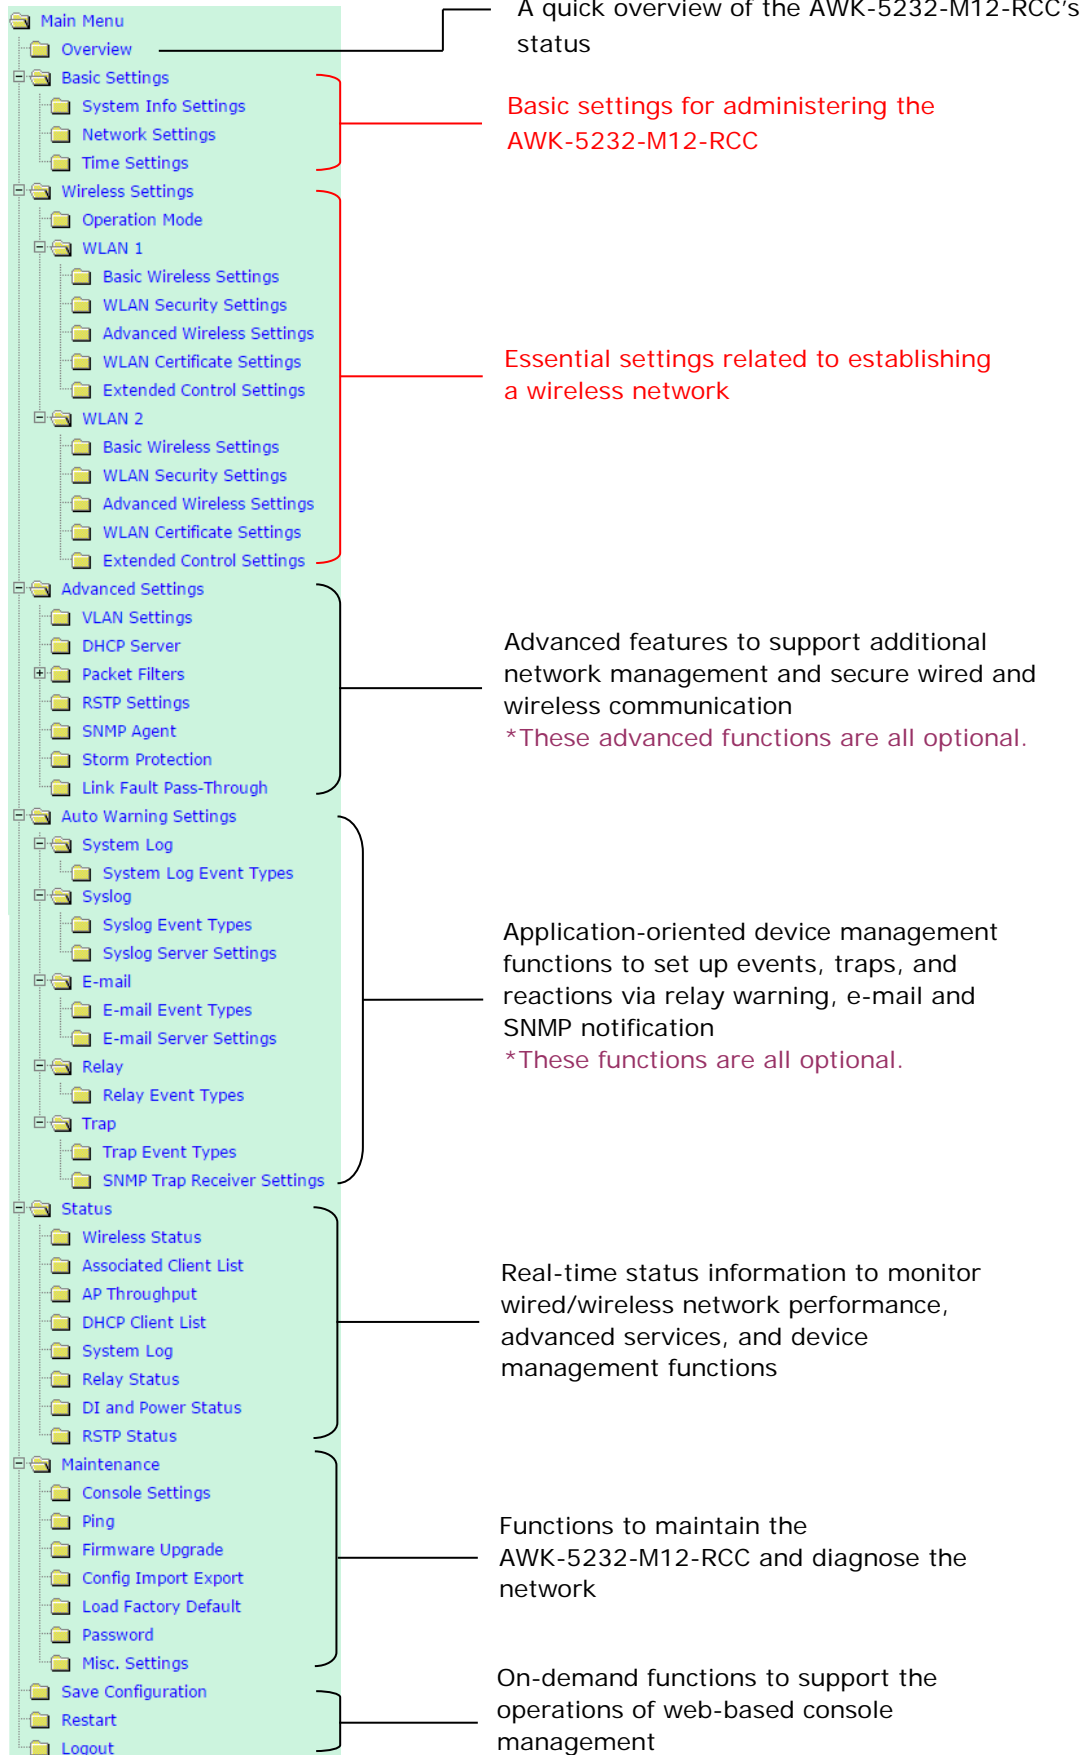 Main Menu
Overview
Basic Settings
System Info Settings
Network Settings
Time Settings
Wireless Settings
Operation Mode
WLAN 1
Basic Wireless Settings
WLAN Security Settings
Advanced Wireless Settings
WLAN Certificate Settings
Extended Control Settings
WLAN 2
Basic Wireless Settings
WLAN Security Settings
Advanced Wireless Settings
WLAN Certificate Settings
Extended Control Settings
Advanced Settings
VLAN Settings
DHCP Server
Packet Filters
RSTP Settings
SNMP Agent
Storm Protection
Link Fault Pass-Through
Auto Warning Settings
System Log
System Log Event Types
Syslog
Syslog Event Types
Syslog Server Settings
E-mail
E-mail Event Types
E-mail Server Settings
Relay
Relay Event Types
Trap
Trap Event Types
SNMP Trap Receiver Settings
Status
Wireless Status
Associated Client List
AP Throughput
DHCP Client List
System Log
Relay Status
DI and Power Status
RSTP Status
Maintenance
Console Settings
Ping
Firmware Upgrade
Config Import Export
Load Factory Default
Password
Misc. Settings
Save Configuration
Restart
Logout
A quick overview of the AWK-5232-M12-RCC's
status
Basic settings for administering the
AWK-5232-M12-RCC
Essential settings related to establishing
a wireless network
Advanced features to support additional
network management and secure wired and
wireless communication
*These advanced functions are all optional.
Application-oriented device management
functions to set up events, traps, and
reactions via relay warning, e-mail and
SNMP notification
*These functions are all optional.
Real-time status information to monitor
wired/wireless network performance,
advanced services, and device
management functions
Functions to maintain the
AWK-5232-M12-RCC and diagnose the
network
On-demand functions to support the
operations of web-based console
management